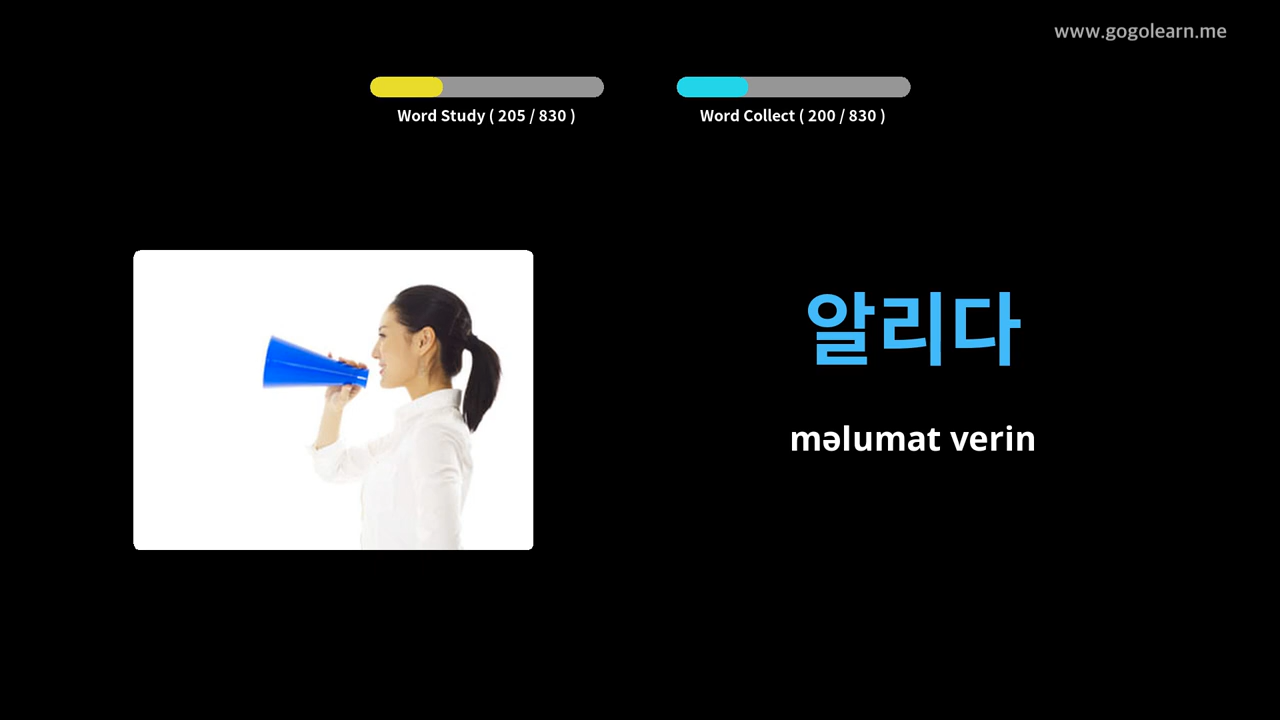 www.gogolearn.me
Word Study ( 205 / 830 )
Word Collect ( 200 / 830 )
알리다
məlumat verin